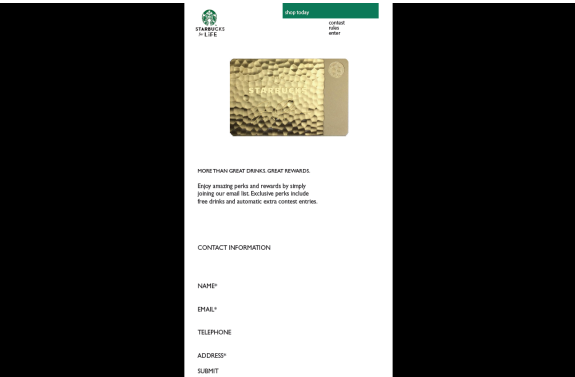 shop today
STARBUCKS
for LIFE
contest
rules
enter
STARBUCKS
MORE THAN GREAT DRINKS. GREAT REWARDS.
Enjoy amazing perks and rewards by simply
joining our email list. Exclusive perks include
free drinks and automatic extra contest entries.
CONTACT INFORMATION
NAME*
EMAIL*
TELEPHONE
ADDRESS*
SUBMIT